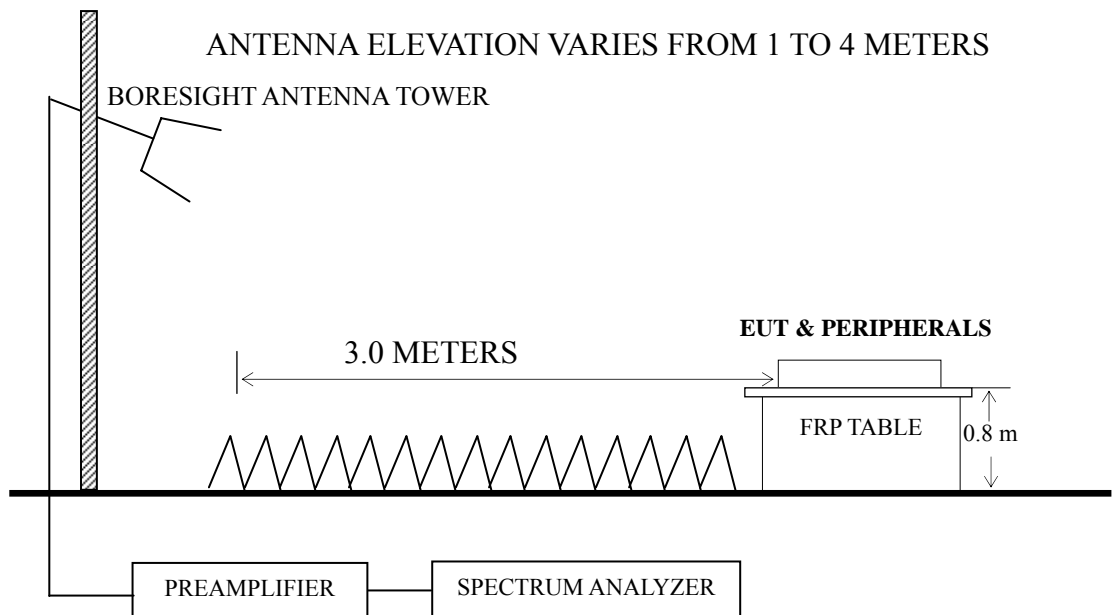 ANTENNA ELEVATION VARIES FROM 1 TO 4 METERS
BORESIGHT ANTENNA TOWER
EUT & PERIPHERALS
3.0 METERS
FRP TABLE
0.8 m
PREAMPLIFIER
SPECTRUM ANALYZER